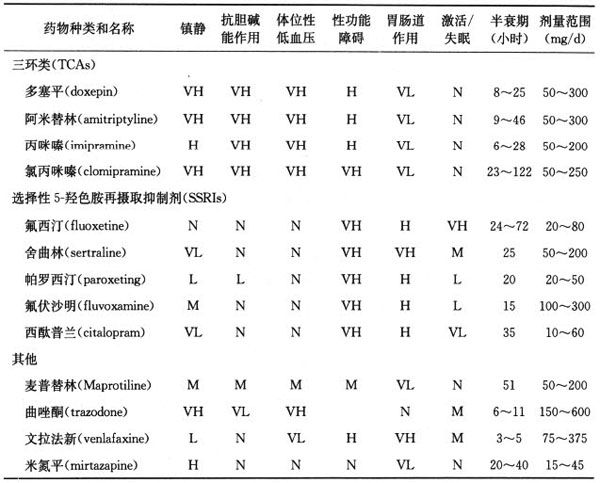 药物种类和名称 镇静 抗胆碱能作用 体位性低血压 性功能障碍 胃肠道作用 激活/失眠 半衰期(小时) 剂量范围(mg/d)
三环类(TCAs)
多塞平(doxepin) VH VH VH H VL N 8～25 50～300
阿米替林(amitriptyline) VH VH VH H VL N 9～46 50～300
丙咪嗪(imipramine) H VH VH H VL N 6～28 50～200
氯丙咪嗪(clomipramine) VH VH VH VH VL N 23～122 50～250
选择性5-羟色胺再摄取抑制剂(SSRIs)
氟西汀(fluoxetine) N N N VH H VH 24～72 20～80
舍曲林(sertraline) VL N N VH VH M 25 50～200
帕罗西汀(paroxeting) L L N VH H L 20 20～50
氟伏沙明(fluvoxamine) M N N VH H L 15 100～300
西酞普兰(citalopram) VL N N VH H VL 35 10～60
其他
麦普替林(Maprotiline) M M M M VL N 51 50～200
曲唑酮(trazodone) VH VL VH N M 6～11 150～600
文拉法新(venlafaxine) L N VL H VH M 3～5 75～375
米氮平(mirtazapine) H N N N VL N 20～40 15～45